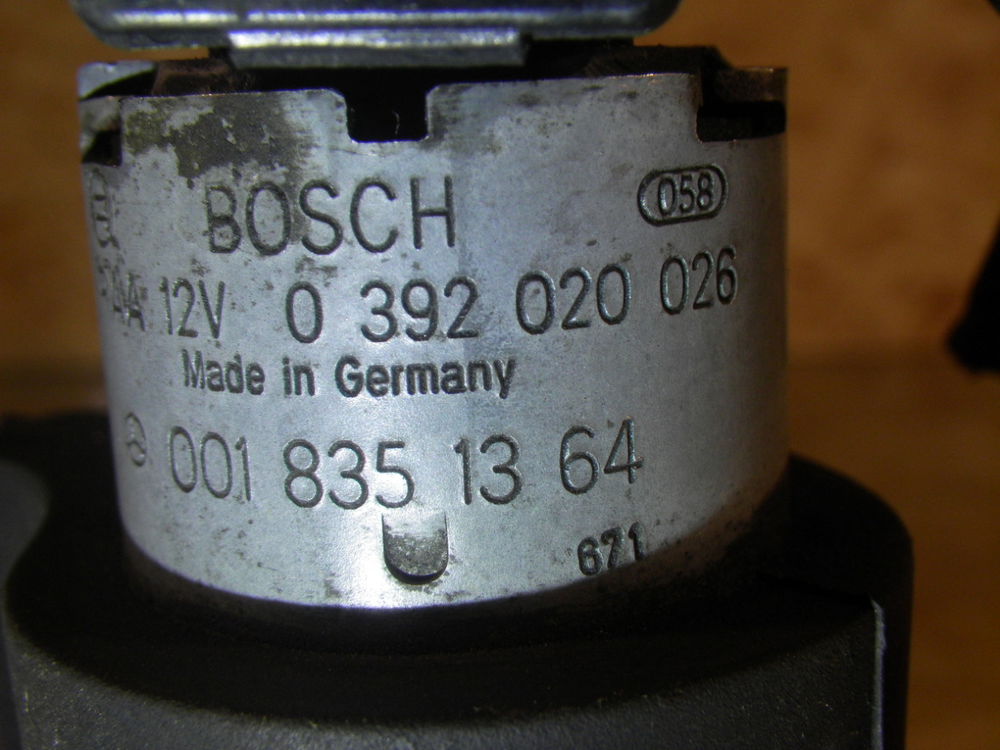 BOSCH 058
12V 0 392 020 026
Made in Germany
001 835 13 64
671